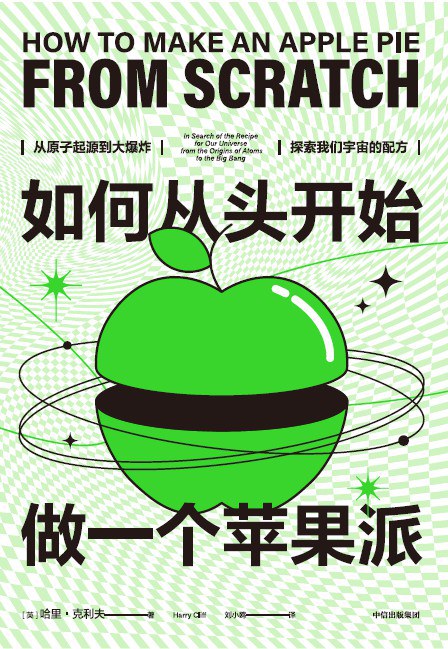 HOW TO MAKE AN APPLE PIE
FROM SCRATCH
从原子起源到大爆炸
In Search of the Recipe
for Our Universe
from the Origins of Atoms
to the Big Bang
探索我们宇宙的配方
如何从头开始
做一个苹果派
[英]哈里·克利夫 著
Harry Cliff
刘小鸥 译
中信出版集团